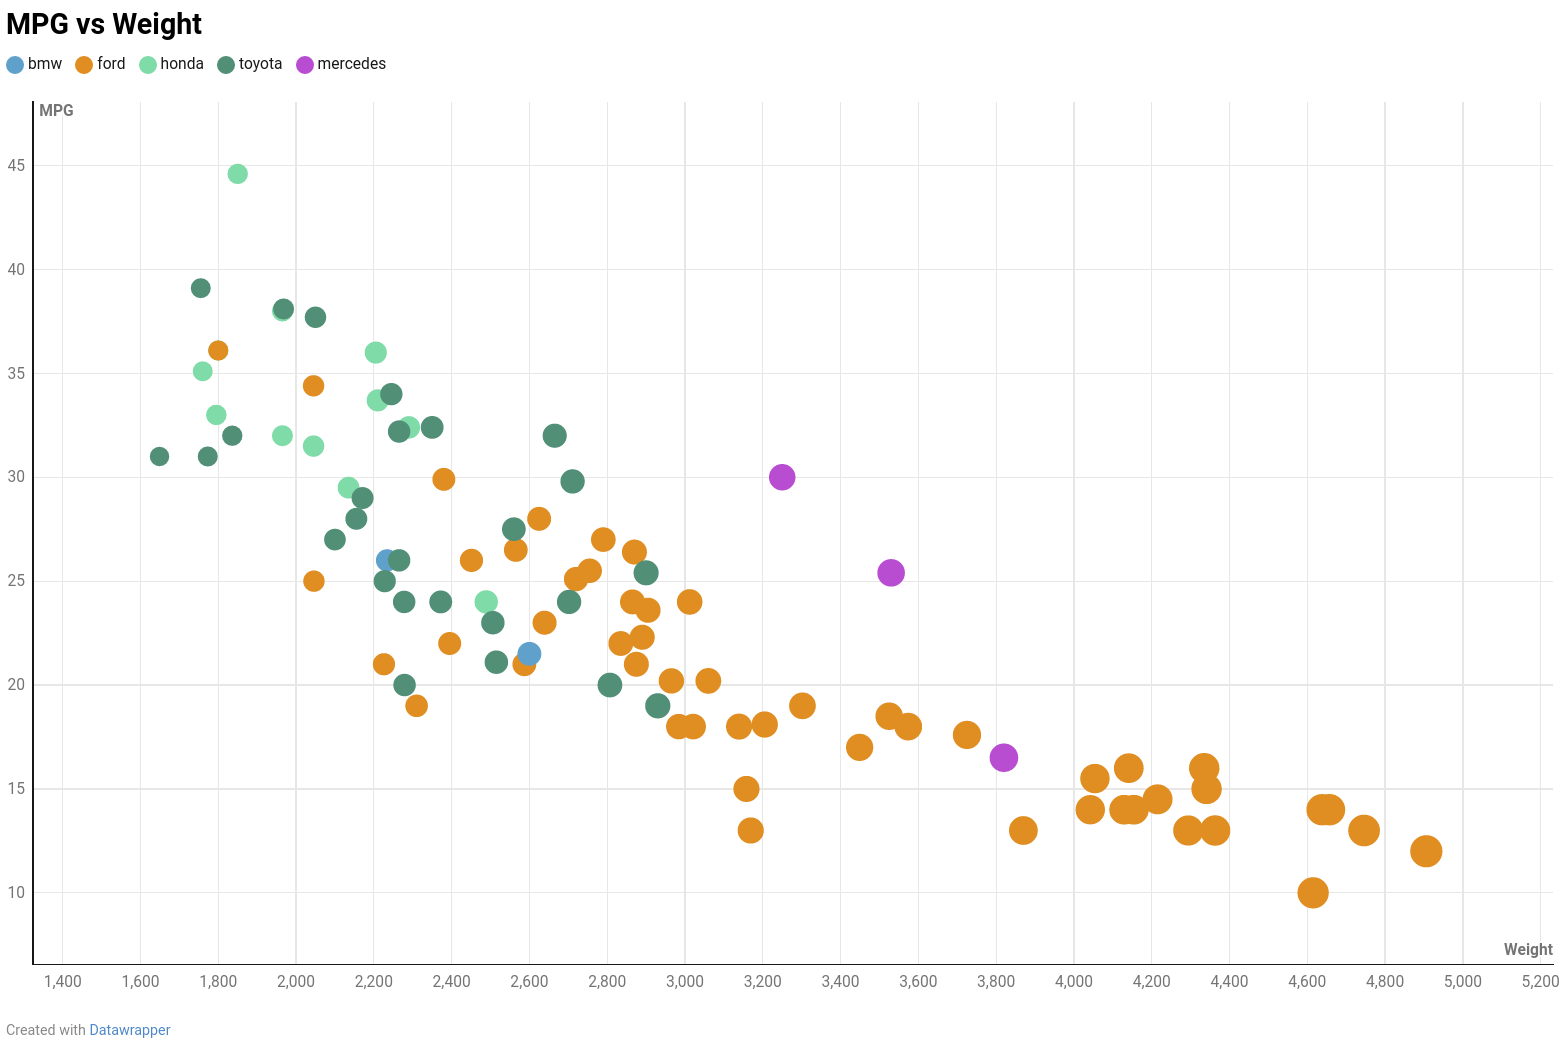 MPG vs Weight
bmw ford honda toyota mercedes
MPG
45
40
35
30
25
20
15
10
Weight
1,400 1,600 1,800 2,000 2,200 2,400 2,600 2,800 3,000 3,200 3,400 3,600 3,800 4,000 4,200 4,400 4,600 4,800 5,000 5,200
Created with Datawrapper